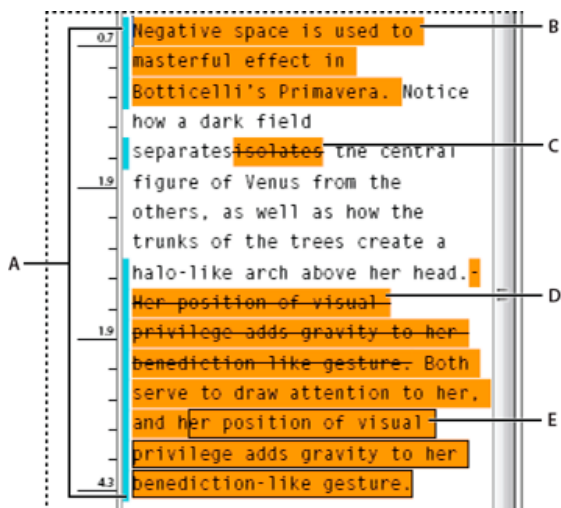 Negative space is used to
B
0.7
masterful effect in
Botticelli's Primavera. Notice
how a dark field
separatesisolates the central
C
1.9
figure of Venus from the
others, as well as how the
trunks of the trees create a
A
halo-like arch above her head.-
Her position of visual
D
1.9
privilege adds gravity to her
benediction like gesture. Both
serve to draw attention to her,
and her position of visual
E
privilege adds gravity to her
4.3
benediction-like gesture.